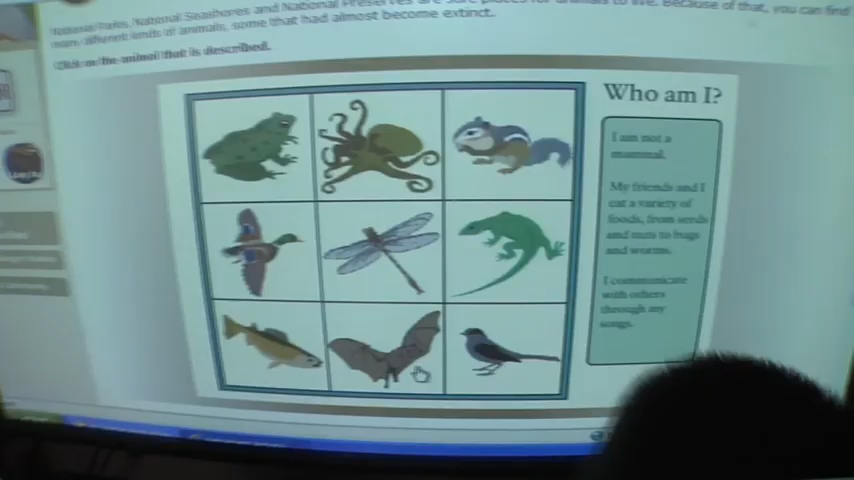 National Parks, National Seashores and National Preserves are safe places for animals to live. Because of that, you can find
many different kinds of animals, some that had almost become extinct.
Click on the animal that is described.
Who am I?
I am not a
mammal.
My friends and I
eat a variety of
foods, from seeds
and nuts to bugs
and worms.
I communicate
with others
through my
songs.